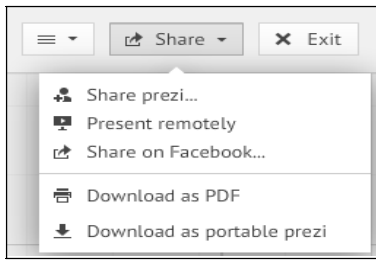 Share
Exit
Share prezi...
Present remotely
Share on Facebook...
Download as PDF
Download as portable prezi